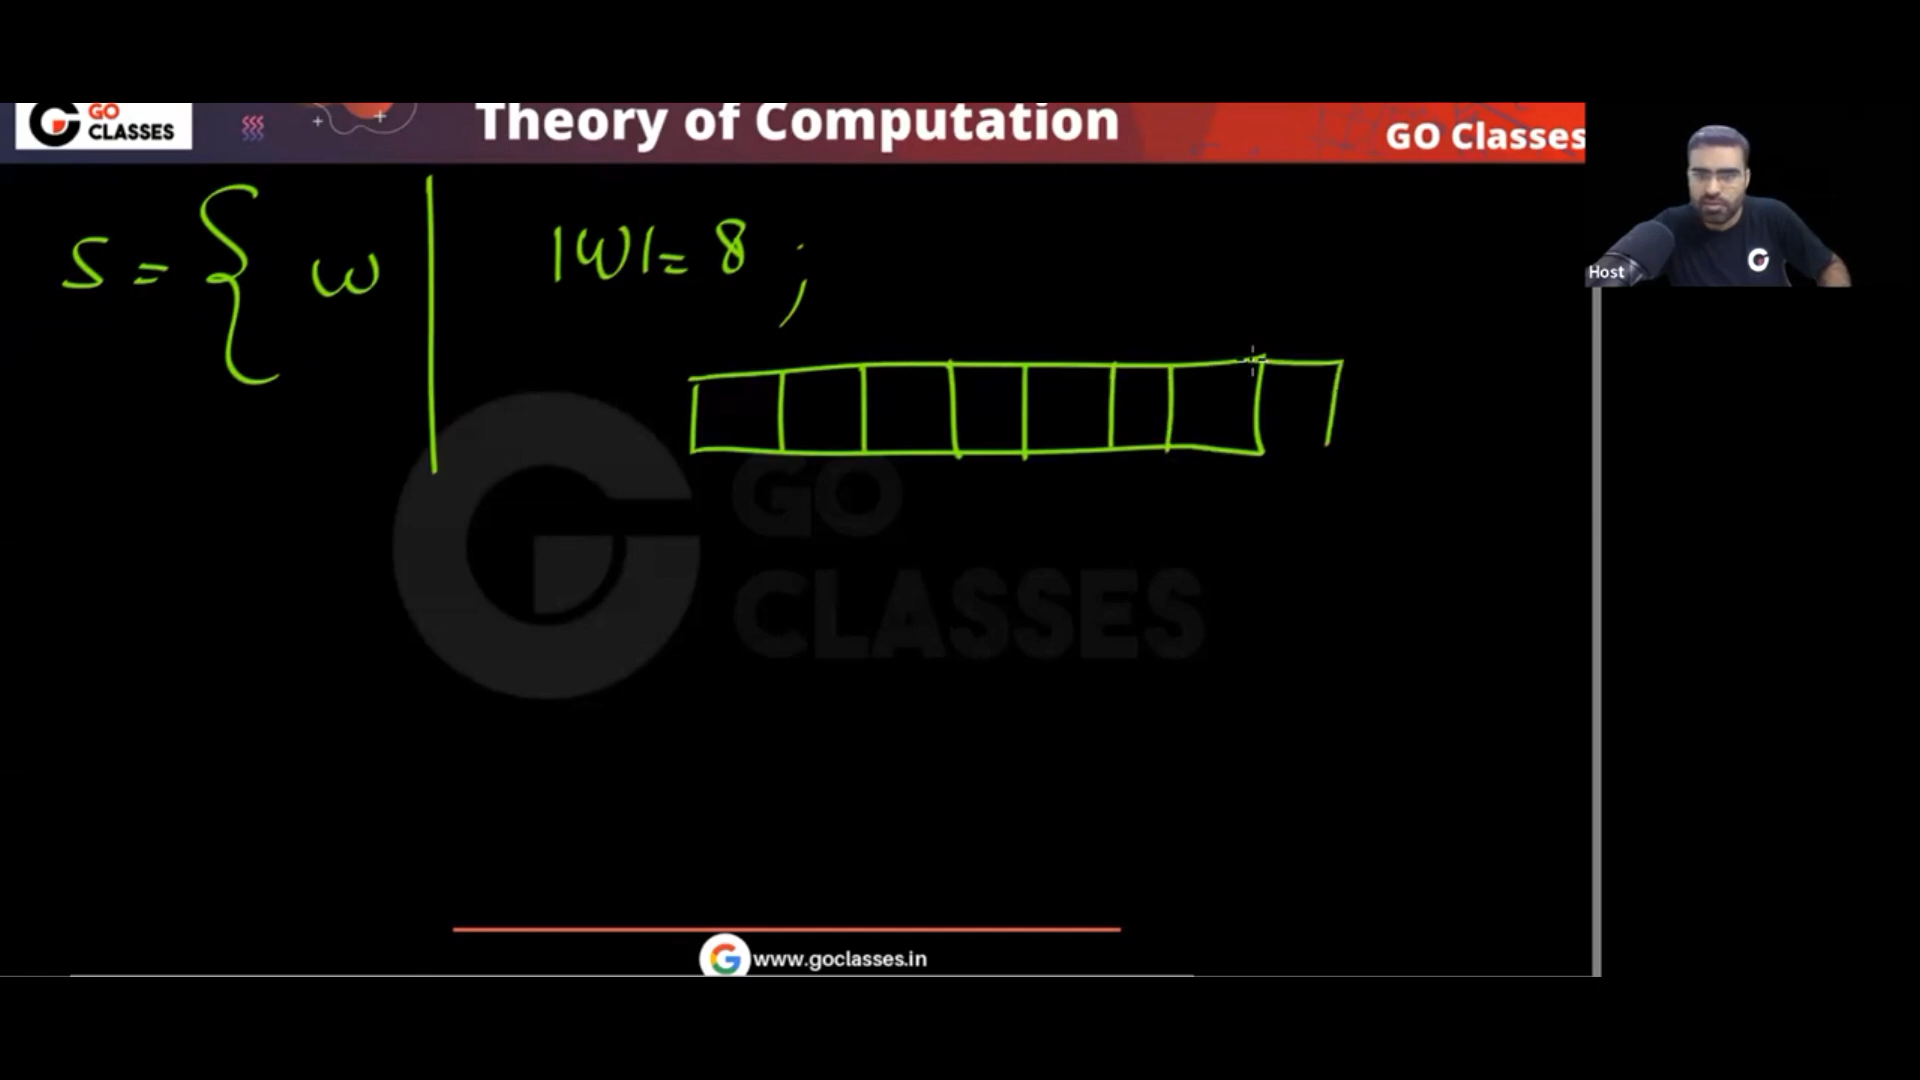 GO CLASSES
Theory of Computation
GO Classes
S = { w | |w| = 8 ;
Host
GO
CLASSES
www.goclasses.in